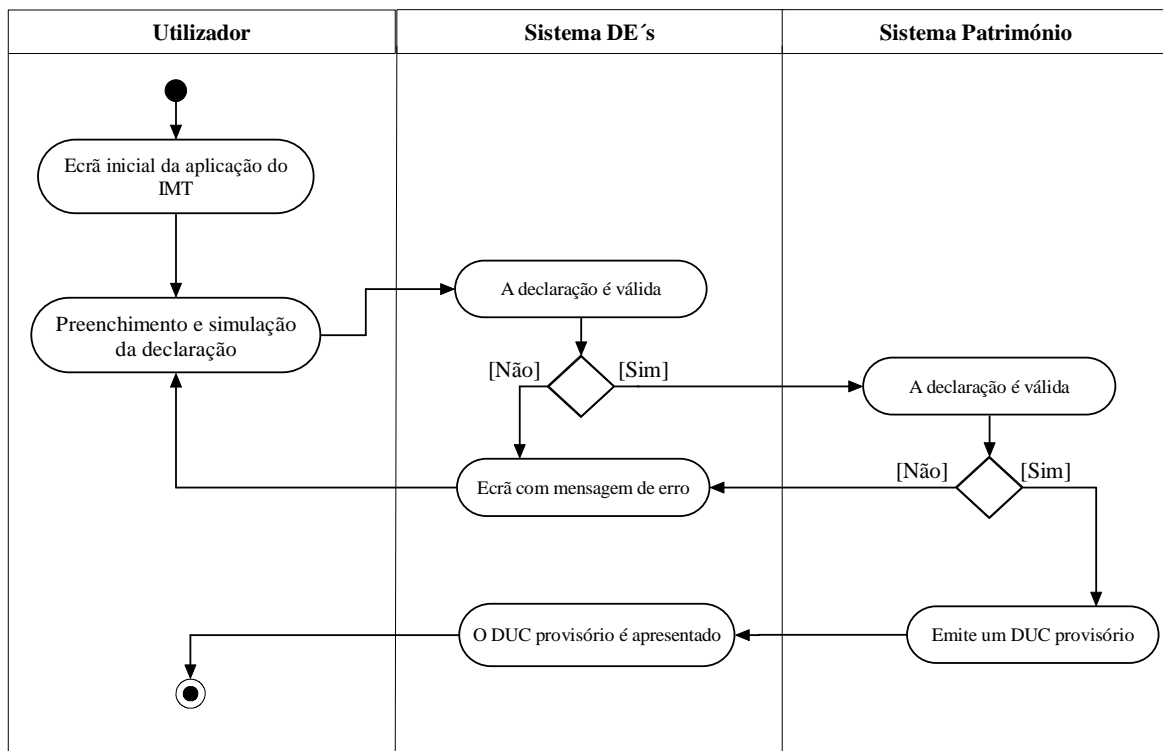 Utilizador
Sistema DE´s
Sistema Património
Ecrã inicial da aplicação do
IMT
Preenchimento e simulação
da declaração
A declaração é válida
[Não]
[Sim]
A declaração é válida
[Não]
[Sim]
Ecrã com mensagem de erro
Emite um DUC provisório
O DUC provisório é apresentado